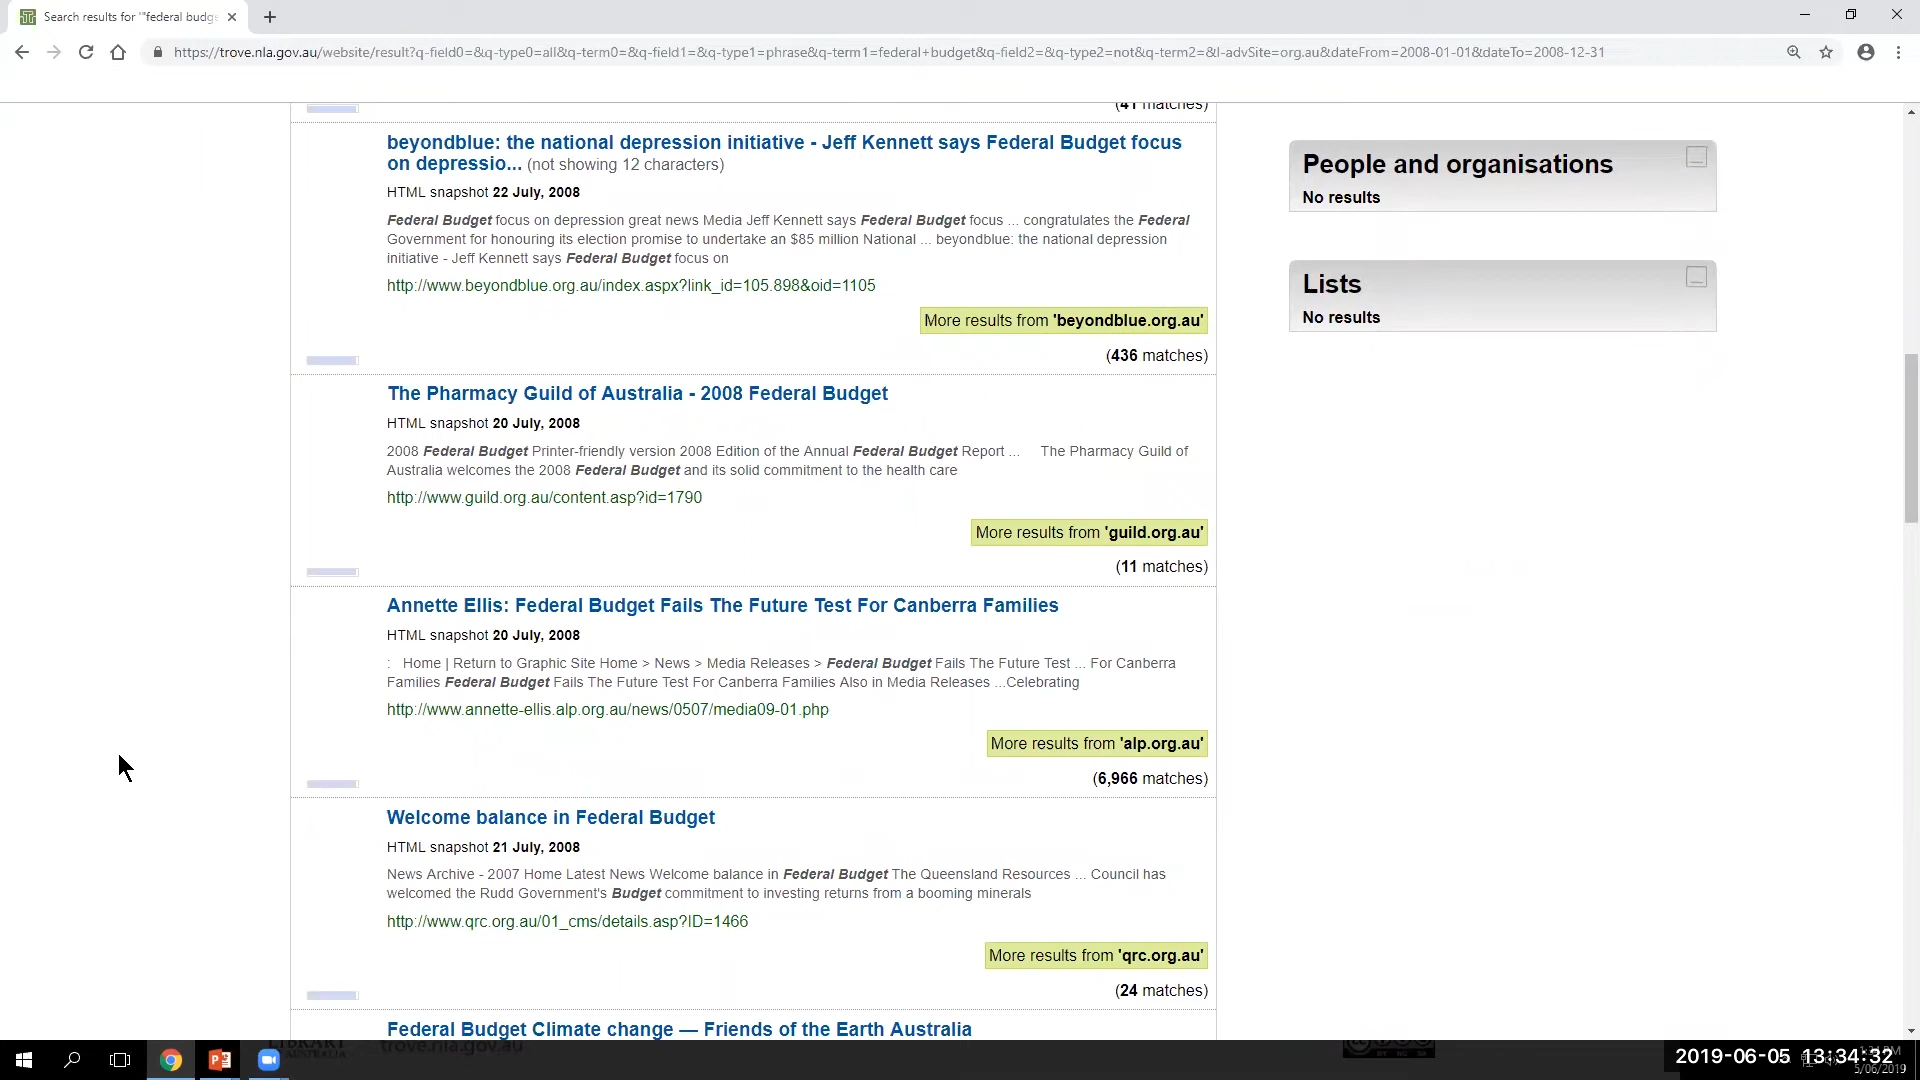 Search results for '"federal budg
https://trove.nla.gov.au/website/result?q-field0=&q-type0=all&q-term0=&q-field1=&q-type1=phrase&q-term1=federal+budget&q-field2=&q-type2=not&q-term2=&l-advSite=org.au&dateFrom=2008-01-01&dateTo=2008-12-31
(41 matches)
beyondblue: the national depression initiative - Jeff Kennett says Federal Budget focus
on depressio... (not showing 12 characters)
HTML snapshot 22 July, 2008
Federal Budget focus on depression great news Media Jeff Kennett says Federal Budget focus ... congratulates the Federal
Government for honouring its election promise to undertake an $85 million National ... beyondblue: the national depression
initiative - Jeff Kennett says Federal Budget focus on
http://www.beyondblue.org.au/index.aspx?link_id=105.898&oid=1105
More results from 'beyondblue.org.au'
(436 matches)
The Pharmacy Guild of Australia - 2008 Federal Budget
HTML snapshot 20 July, 2008
2008 Federal Budget Printer-friendly version 2008 Edition of the Annual Federal Budget Report ... The Pharmacy Guild of
Australia welcomes the 2008 Federal Budget and its solid commitment to the health care
http://www.guild.org.au/content.asp?id=1790
More results from 'guild.org.au'
(11 matches)
Annette Ellis: Federal Budget Fails The Future Test For Canberra Families
HTML snapshot 20 July, 2008
: Home | Return to Graphic Site Home > News > Media Releases > Federal Budget Fails The Future Test ... For Canberra
Families Federal Budget Fails The Future Test For Canberra Families Also in Media Releases ...Celebrating
http://www.annette-ellis.alp.org.au/news/0507/media09-01.php
More results from 'alp.org.au'
(6,966 matches)
Welcome balance in Federal Budget
HTML snapshot 21 July, 2008
News Archive - 2007 Home Latest News Welcome balance in Federal Budget The Queensland Resources ... Council has
welcomed the Rudd Government's Budget commitment to investing returns from a booming minerals
http://www.qrc.org.au/01_cms/details.asp?ID=1466
More results from 'qrc.org.au'
(24 matches)
Federal Budget Climate change — Friends of the Earth Australia
People and organisations
No results
Lists
No results
LIBRARY
AUSTRALIA
trove.nla.gov.au
BY NC SA
2019-06-05 13:34:32
5/06/2019